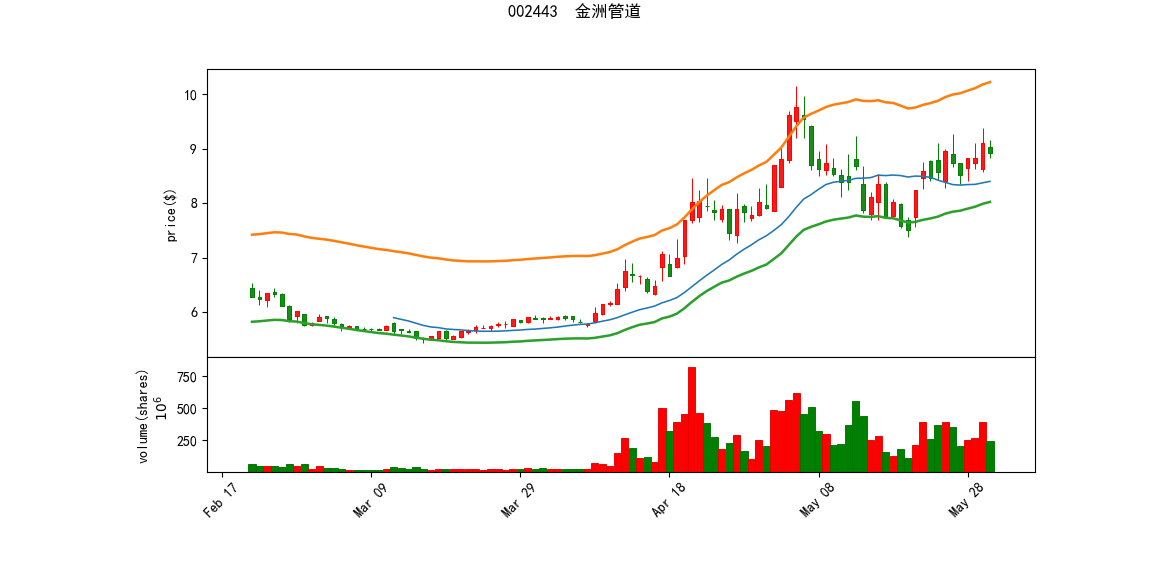 002443 金洲管道
price($)
10
9
8
7
6
volume(shares)
10^6
750
500
250
Feb 17
Mar 09
Mar 29
Apr 18
May 08
May 28